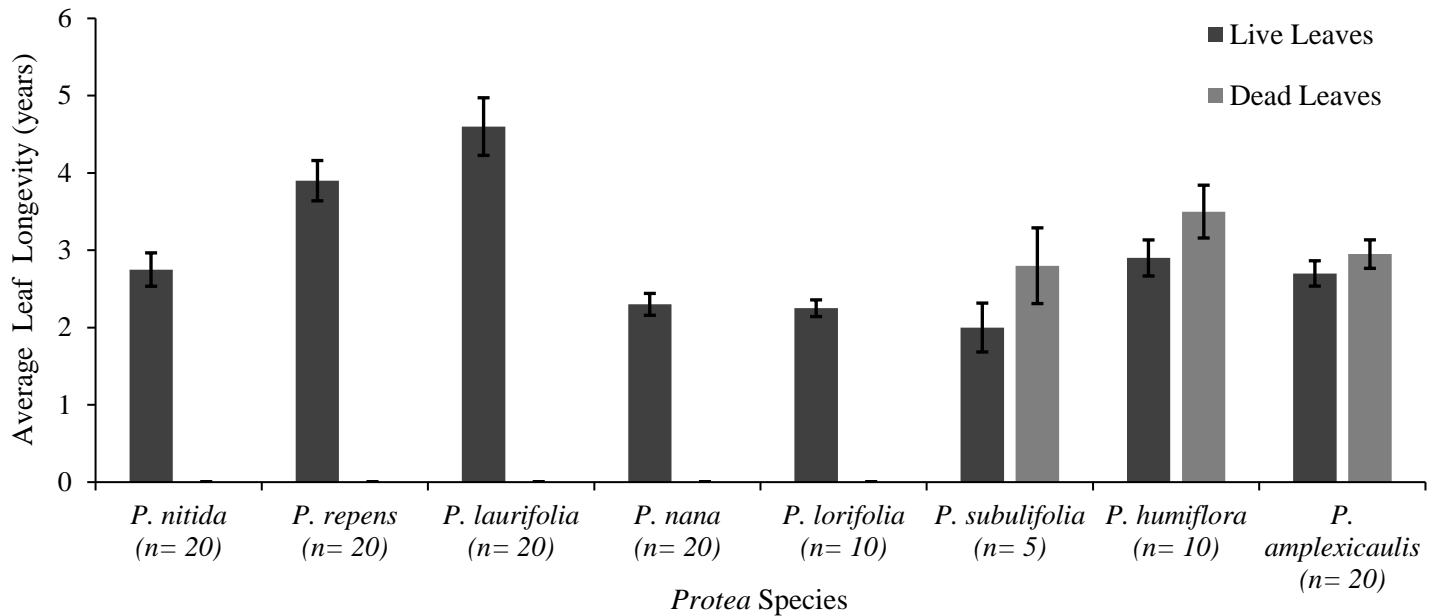 Average Leaf Longevity (years)
6
5
4
3
2
1
0
Live Leaves
Dead Leaves
P. nitida
(n= 20)
P. repens
(n= 20)
P. laurifolia
(n= 20)
P. nana
(n= 20)
P. lorifolia
(n= 10)
P. subulifolia
(n= 5)
P. humiflora
(n= 10)
P.
amplexicaulis
(n= 20)
Protea Species